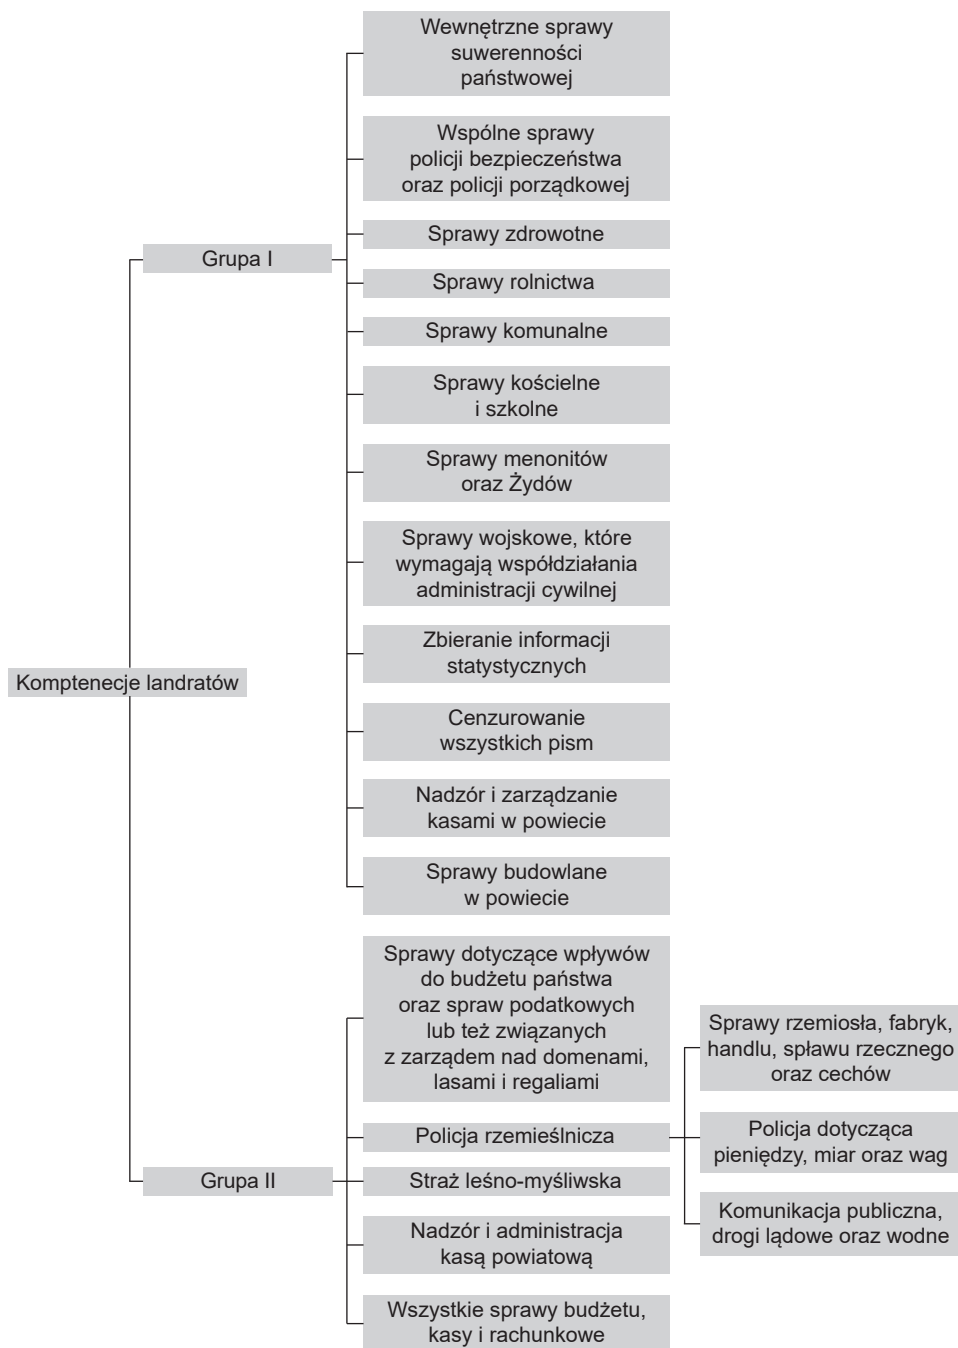 Wewnętrzne sprawy
suwerenności
państwowej
Wspólne sprawy
policji bezpieczeństwa
oraz policji porządkowej
Sprawy zdrowotne
Grupa I
Sprawy rolnictwa
Sprawy komunalne
Sprawy kościelne
i szkolne
Sprawy menonitów
oraz Żydów
Sprawy wojskowe, które
wymagają współdziałania
administracji cywilnej
Zbieranie informacji
statystycznych
Komptenecje landratów
Cenzurowanie
wszystkich pism
Nadzór i zarządzanie
kasami w powiecie
Sprawy budowlane
w powiecie
Sprawy dotyczące wpływów
do budżetu państwa
oraz spraw podatkowych
lub też związanych
z zarządem nad domenami,
lasami i regaliami
Sprawy rzemiosła, fabryk,
handlu, spławu rzecznego
oraz cechów
Policja rzemieślnicza
Policja dotycząca
pieniędzy, miar oraz wag
Grupa II
Straż leśno-myśliwska
Komunikacja publiczna,
drogi lądowe oraz wodne
Nadzór i administracja
kasą powiatową
Wszystkie sprawy budżetu,
kasy i rachunkowe